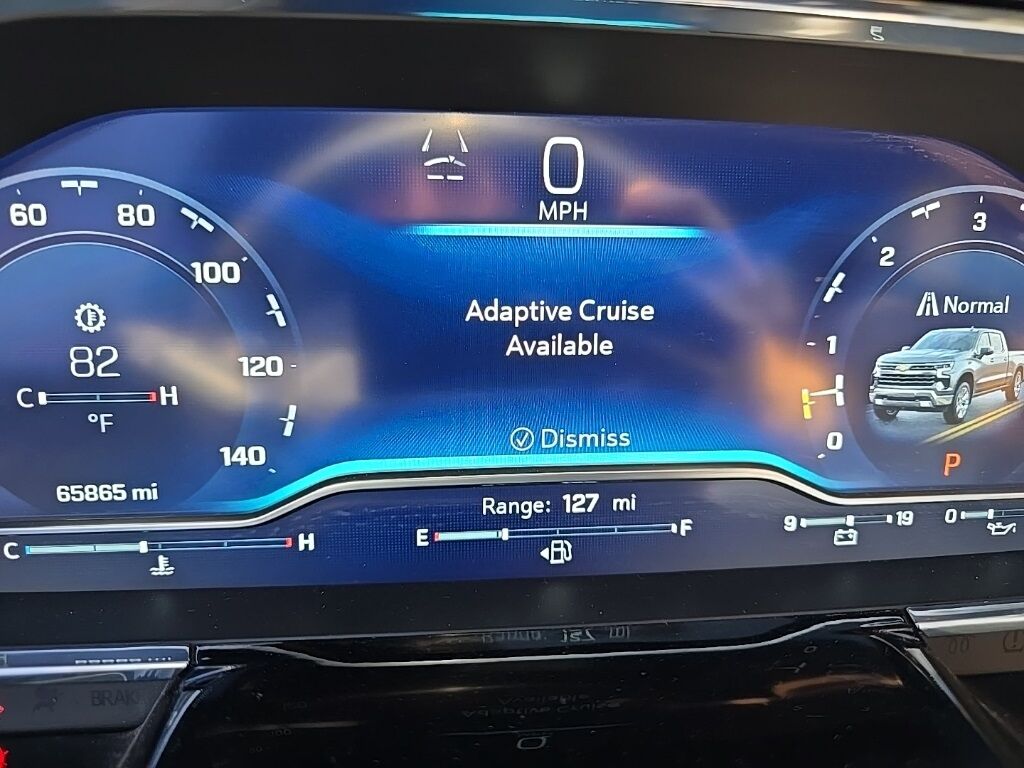 0
MPH
60
80
100
120
140
82
C H
°F
65865 mi
Adaptive Cruise
Available
Dismiss
3
2
1
0
Normal
P
Range: 127 mi
C H
E F
9 19
0
BRAK